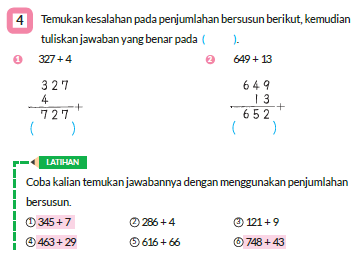 4 Temukan kesalahan pada penjumlahan bersusun berikut, kemudian
tuliskan jawaban yang benar pada ( ).
1 327 + 4
2 649 + 13
3 2 7
4
+
7 2 7
( )
6 4 9
1 3
+
6 5 2
( )
LATIHAN
Coba kalian temukan jawabannya dengan menggunakan penjumlahan
bersusun.
① 345 + 7 ② 286 + 4 ③ 121 + 9
④ 463 + 29 ⑤ 616 + 66 ⑥ 748 + 43